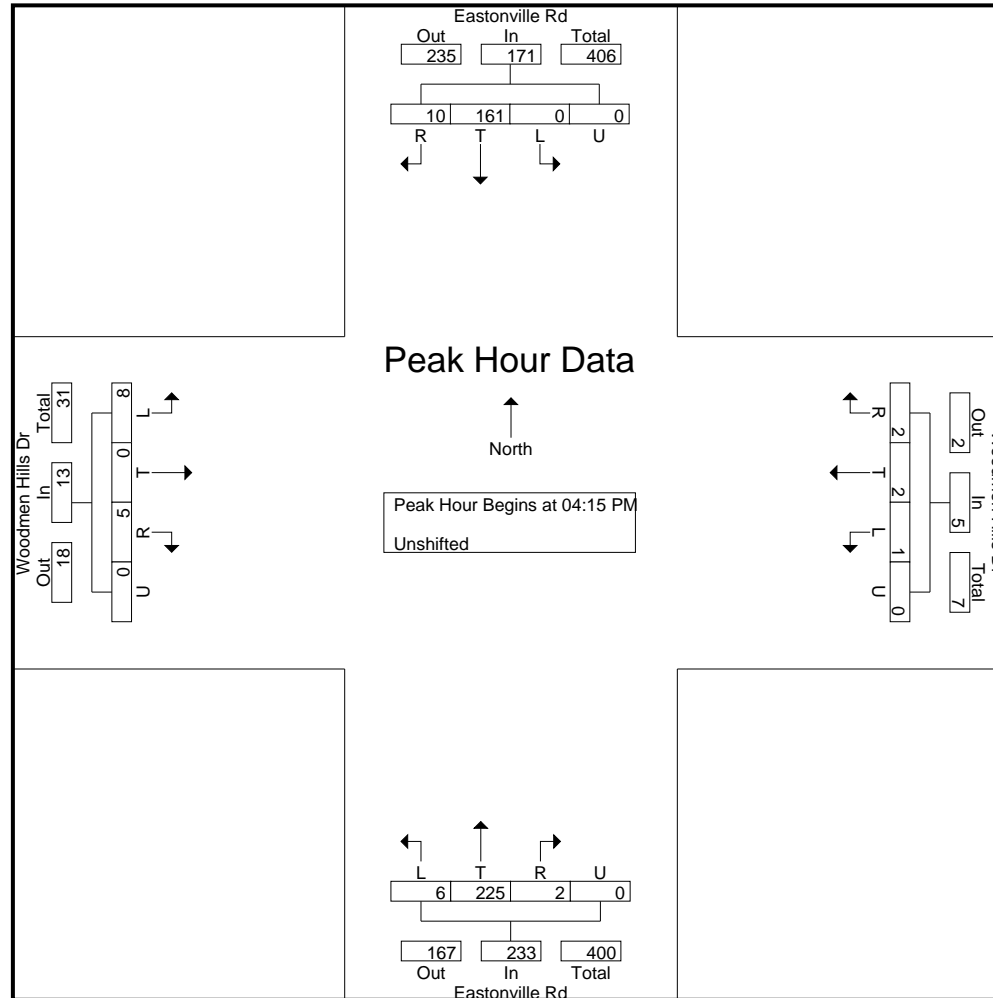 Eastonville Rd
Out In Total
235 171 406
10 161 0 0
R T L U
Peak Hour Data
North
Peak Hour Begins at 04:15 PM
Unshifted
Woodmen Hills Dr
Total In Out
31 13 18
8 0 5 0
L T R U
R T L U
2 2 1 0
Out In Total
2 5 7
L T R U
6 225 2 0
167 233 400
Out In Total
Eastonville Rd